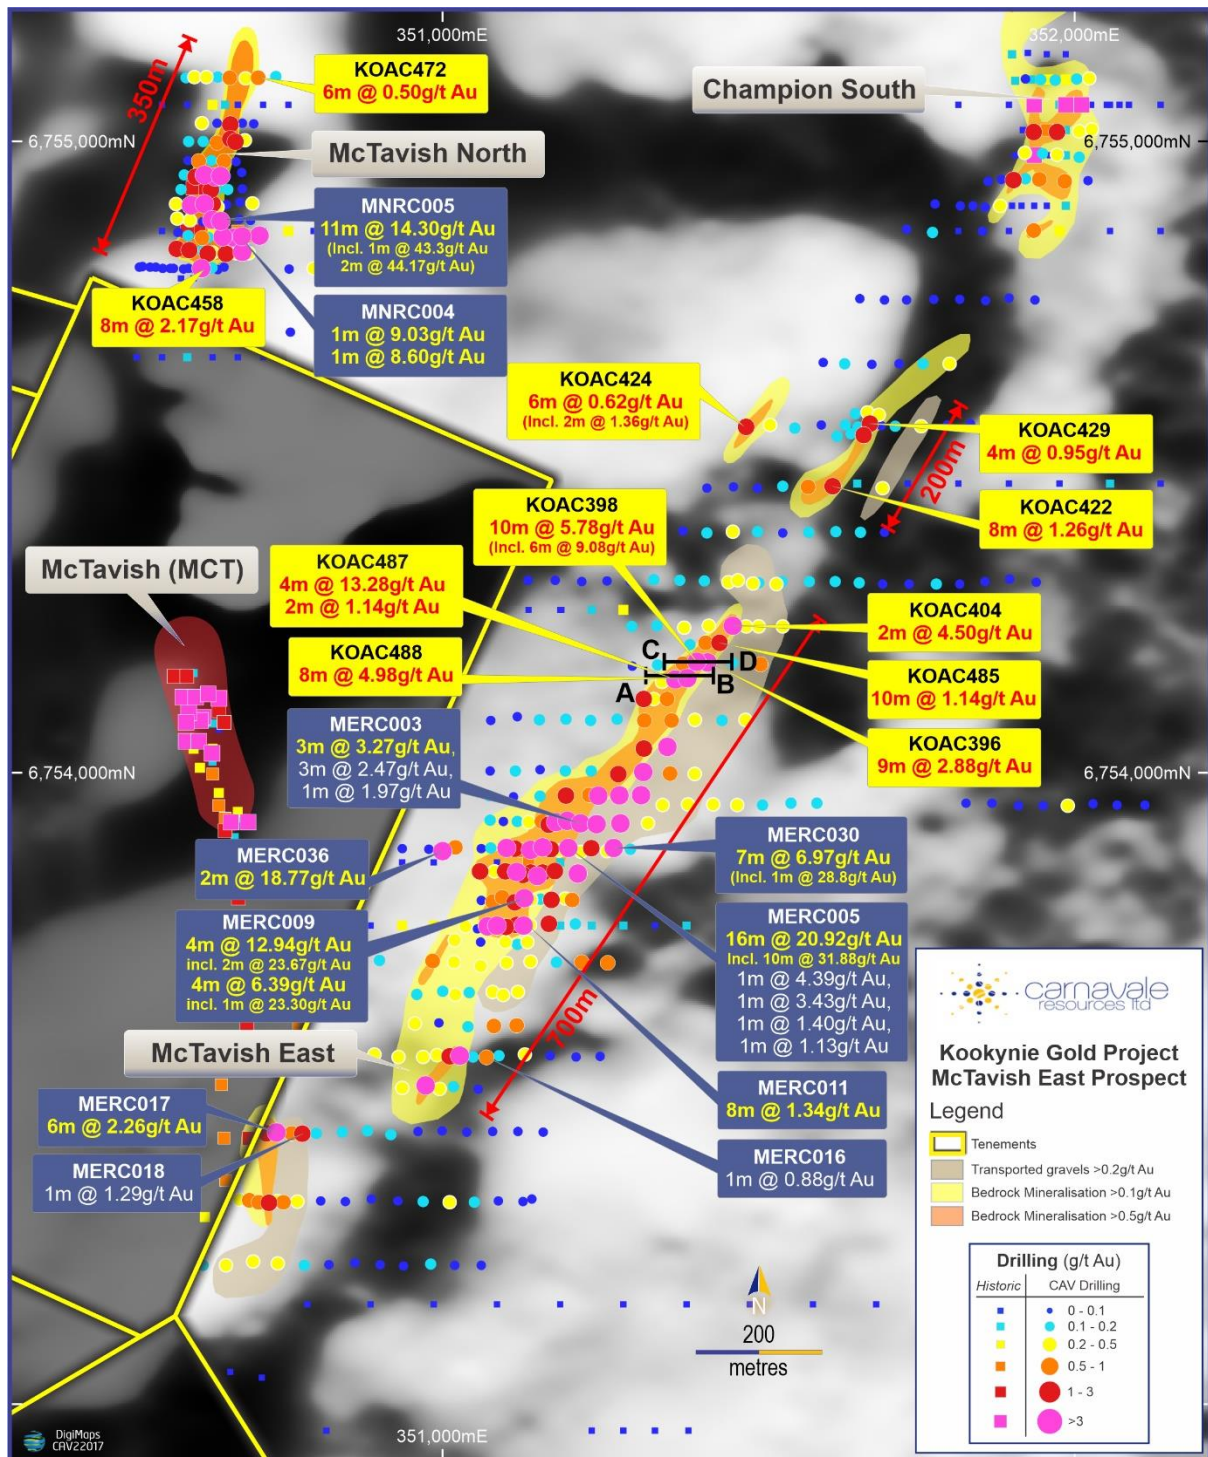 351,000mE
352,000mE
KOAC472
6m @ 0.50g/t Au
350m
Champion South
6,755,000mN
6,755,000mN
McTavish North
MNRC005
11m @ 14.30g/t Au
(Incl. 1m @ 43.3g/t Au
2m @ 44.17g/t Au)
KOAC458
8m @ 2.17g/t Au
MNRC004
1m @ 9.03g/t Au
1m @ 8.60g/t Au
KOAC424
6m @ 0.62g/t Au
(Incl. 2m @ 1.36g/t Au)
KOAC429
4m @ 0.95g/t Au
200m
KOAC422
8m @ 1.26g/t Au
KOAC398
10m @ 5.78g/t Au
(Incl. 6m @ 9.08g/t Au)
McTavish (MCT)
KOAC487
4m @ 13.28g/t Au
2m @ 1.14g/t Au
KOAC404
2m @ 4.50g/t Au
KOAC488
8m @ 4.98g/t Au
C
D
A
B
KOAC485
10m @ 1.14g/t Au
MERC003
3m @ 3.27g/t Au,
3m @ 2.47g/t Au,
1m @ 1.97g/t Au
KOAC396
9m @ 2.88g/t Au
6,754,000mN
6,754,000mN
MERC036
2m @ 18.77g/t Au
MERC030
7m @ 6.97g/t Au
(Incl. 1m @ 28.8g/t Au)
MERC009
4m @ 12.94g/t Au
incl. 2m @ 23.67g/t Au
4m @ 6.39g/t Au
incl. 1m @ 23.30g/t Au
MERC005
16m @ 20.92g/t Au
Incl. 10m @ 31.88g/t Au
1m @ 4.39g/t Au,
1m @ 3.43g/t Au,
1m @ 1.40g/t Au,
1m @ 1.13g/t Au
700m
McTavish East
MERC011
8m @ 1.34g/t Au
MERC017
6m @ 2.26g/t Au
MERC016
1m @ 0.88g/t Au
MERC018
1m @ 1.29g/t Au
N
200
metres
351,000mE
DigiMaps
CAV22017
carnavale
resources ltd
Kookynie Gold Project
McTavish East Prospect
Legend
Tenements
Transported gravels >0.2g/t Au
Bedrock Mineralisation >0.1g/t Au
Bedrock Mineralisation >0.5g/t Au
Drilling (g/t Au)
Historic CAV Drilling
0 - 0.1
0.1 - 0.2
0.2 - 0.5
0.5 - 1
1 - 3
>3